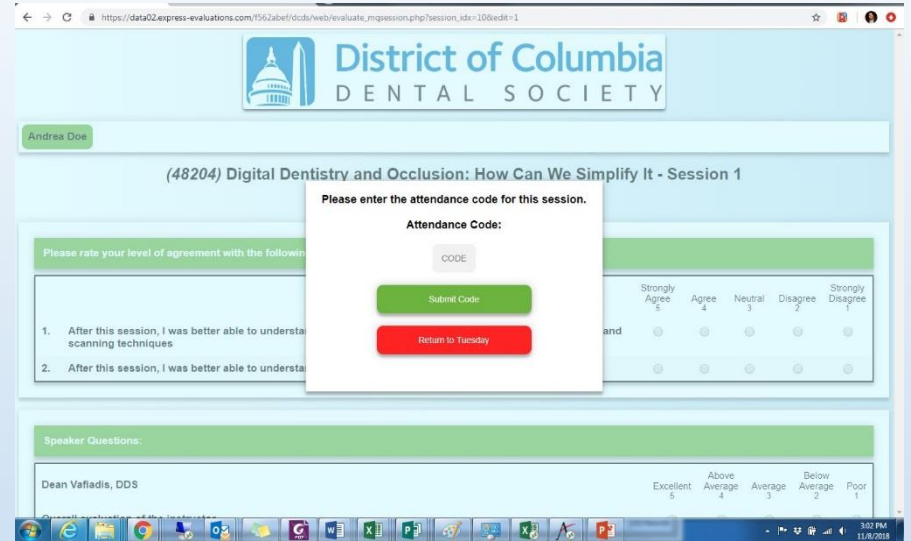 https://data02.express-evaluations.com/f562abef/dcds/web/evaluate_mqsession.php?session_idx=10&edit=1
District of Columbia
DENTAL SOCIETY
Andrea Doe
(48204) Digital Dentistry and Occlusion: How Can We Simplify It - Session 1
Please enter the attendance code for this session.
Attendance Code:
CODE
Submit Code
Return to Tuesday
Please rate your level of agreement with the followin
Strongly Agree 5 Agree 4 Neutral 3 Disagree 2 Strongly Disagree 1
1. After this session, I was better able to understa and
scanning techniques
2. After this session, I was better able to understa
Speaker Questions:
Dean Vafiadis, DDS
Excellent 5 Above Average 4 Average 3 Below Average 2 Poor 1
Overall evaluation of the instructor
3:02 PM
11/8/2018